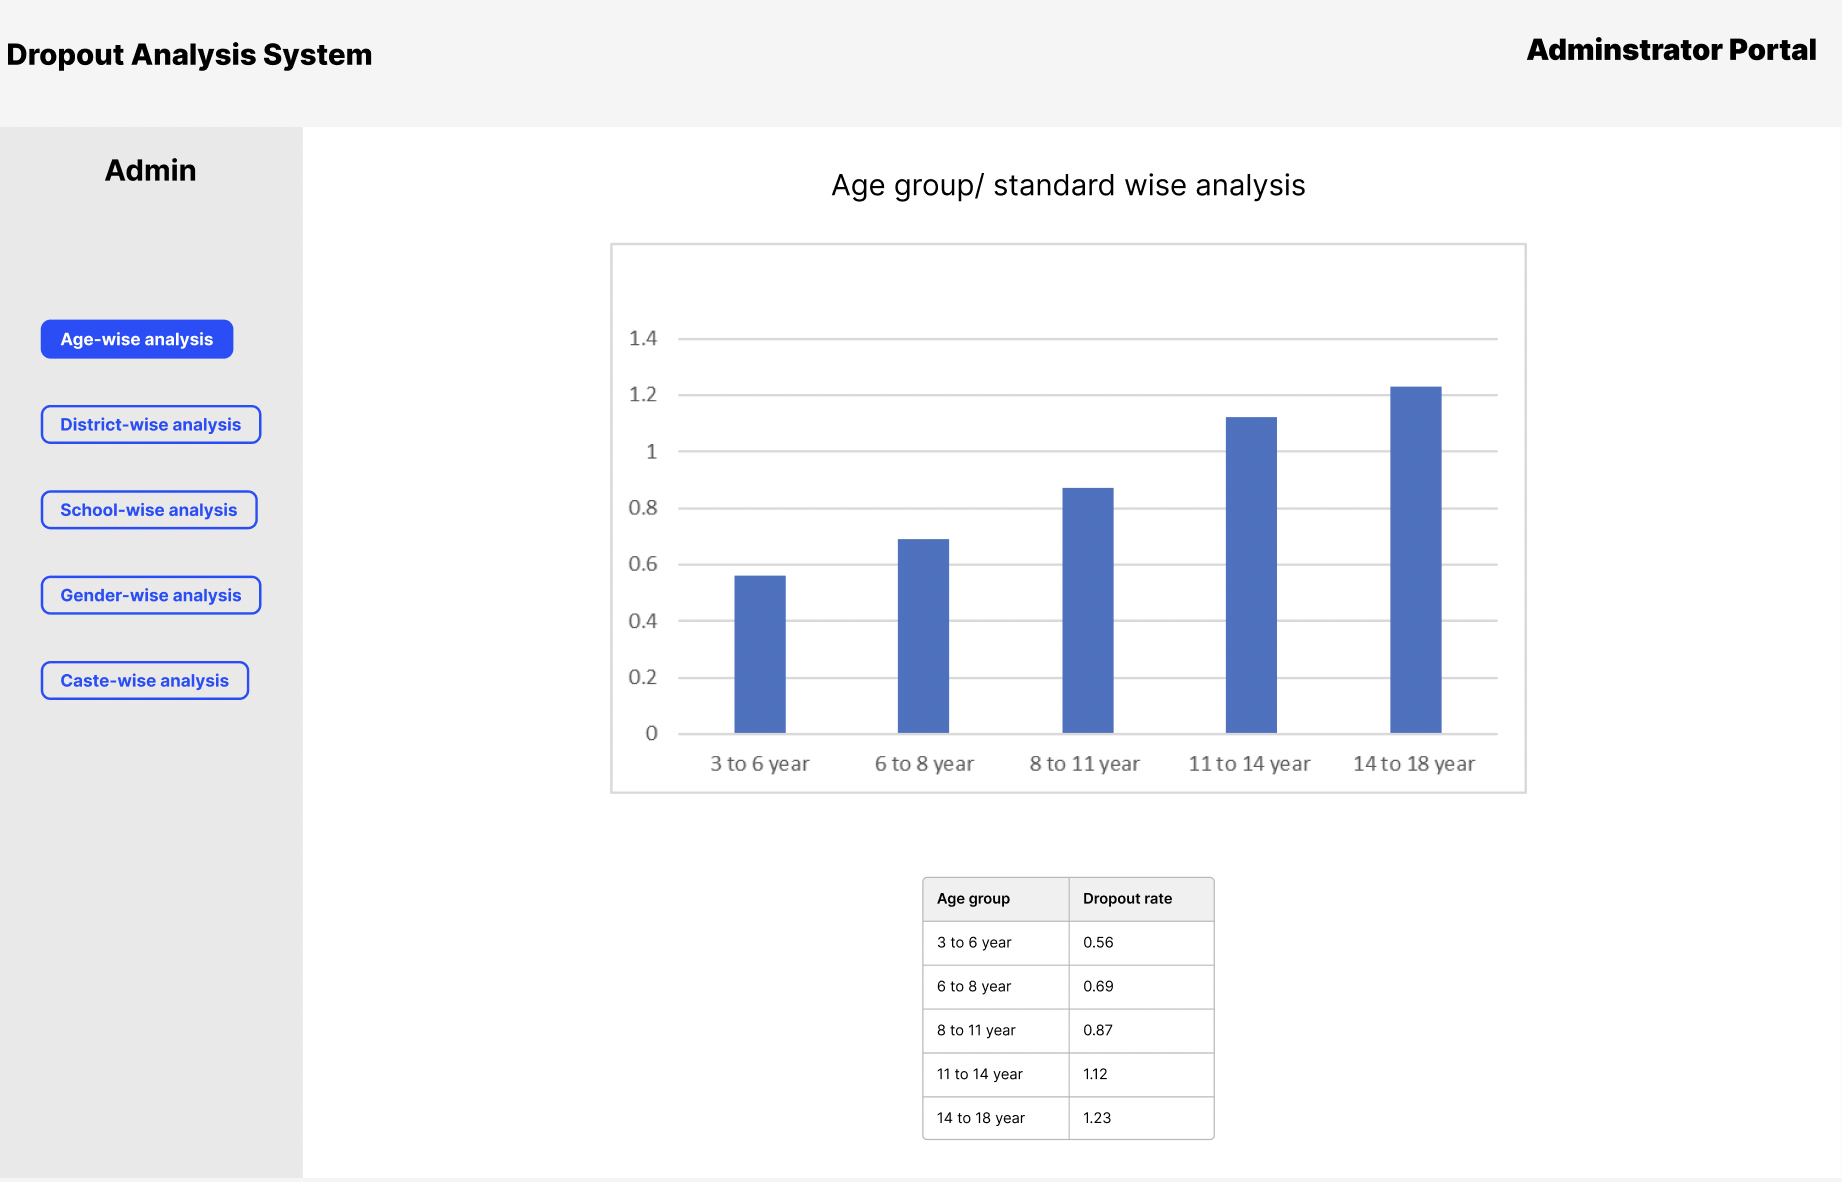 Dropout Analysis System
Adminstrator Portal
Admin
Age-wise analysis
District-wise analysis
School-wise analysis
Gender-wise analysis
Caste-wise analysis
Age group/ standard wise analysis
1.4
1.2
1
0.8
0.6
0.4
0.2
0
3 to 6 year 6 to 8 year 8 to 11 year 11 to 14 year 14 to 18 year
Age group Dropout rate
3 to 6 year 0.56
6 to 8 year 0.69
8 to 11 year 0.87
11 to 14 year 1.12
14 to 18 year 1.23